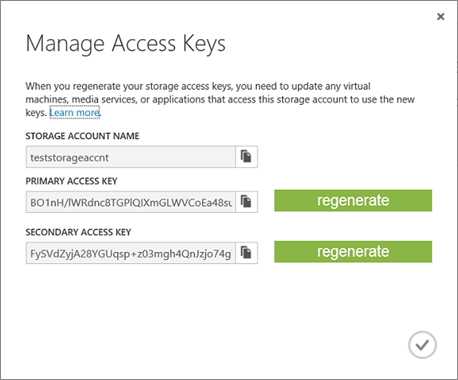 Manage Access Keys
When you regenerate your storage access keys, you need to update any virtual
machines, media services, or applications that access this storage account to use the new
keys. Learn more.
STORAGE ACCOUNT NAME
teststorageaccnt
PRIMARY ACCESS KEY
BO1nH/lWRdnc8TGPlQIXmGLWVCoEa48su
regenerate
SECONDARY ACCESS KEY
FySVdZyjA28YGUqsp+z03mgh4QnJzjo74g
regenerate